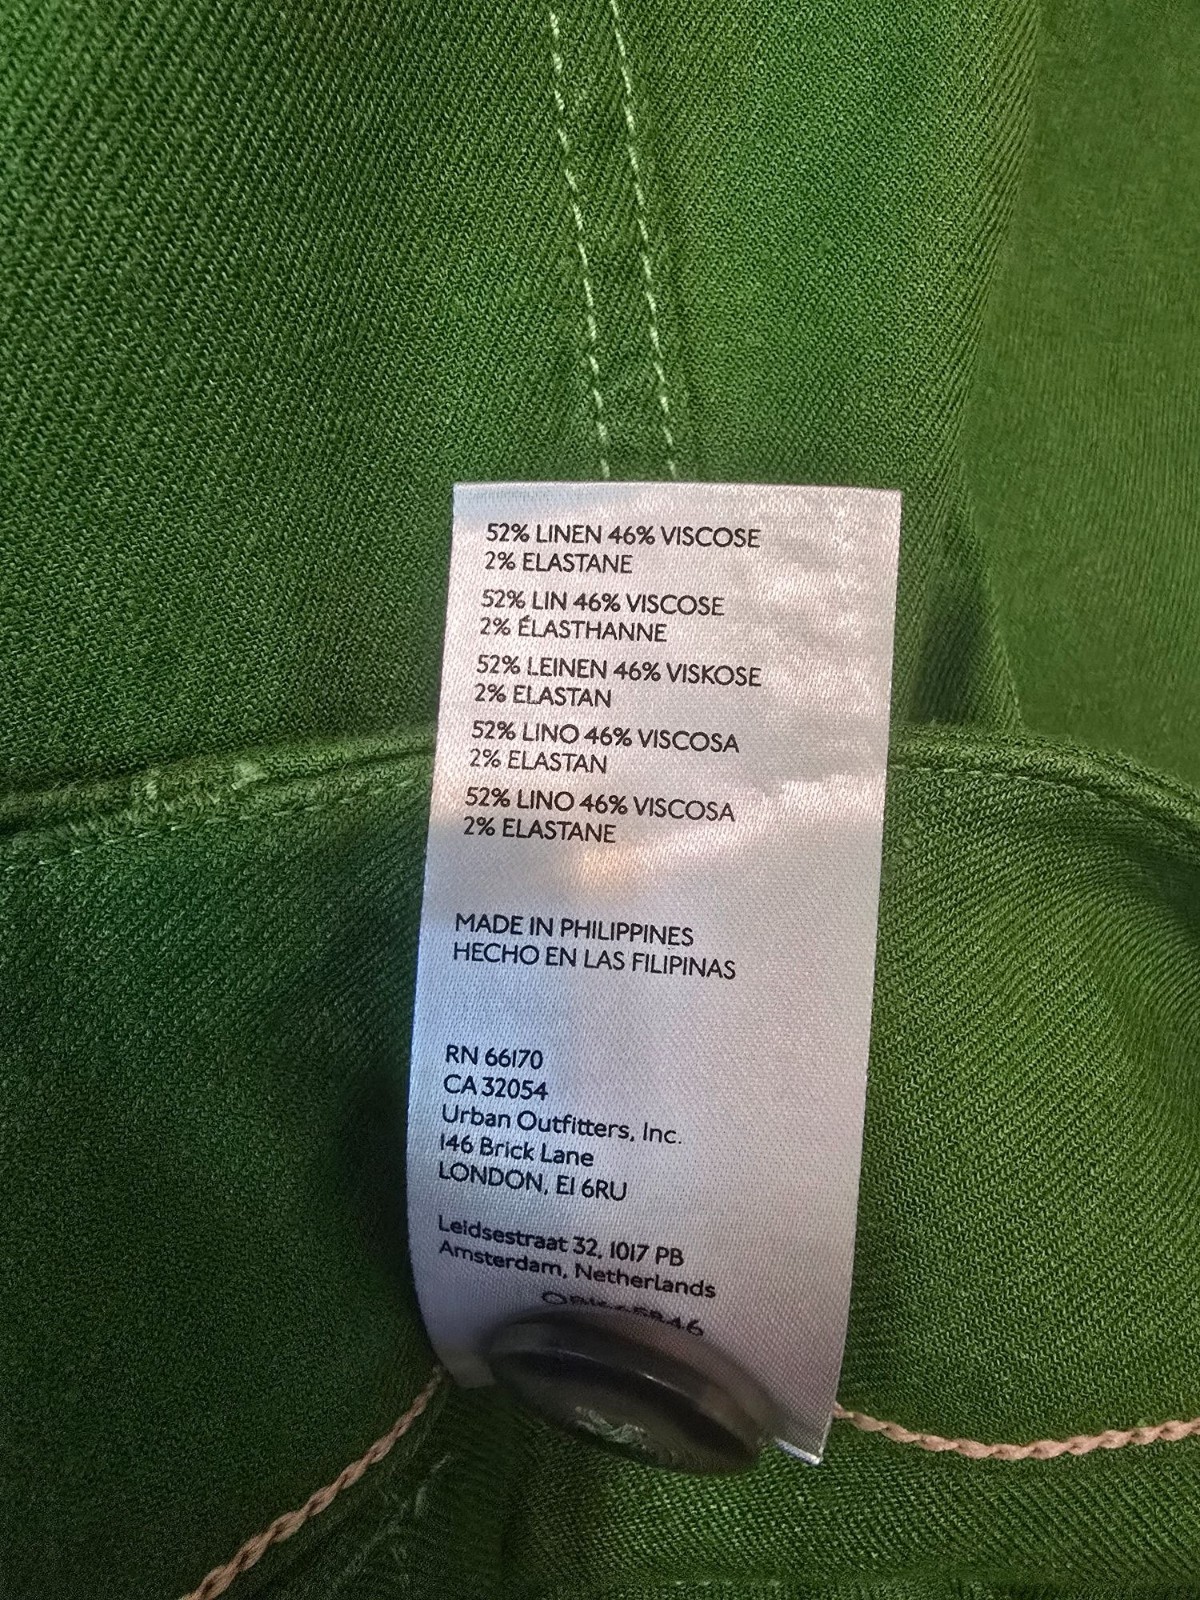 52% LINEN 46% VISCOSE
2% ELASTANE
52% LIN 46% VISCOSE
2% ÉLASTHANNE
52% LEINEN 46% VISKOSE
2% ELASTAN
52% LINO 46% VISCOSA
2% ELASTAN
52% LINO 46% VISCOSA
2% ELASTANE
MADE IN PHILIPPINES
HECHO EN LAS FILIPINAS
RN 66170
CA 32054
Urban Outfitters, Inc.
146 Brick Lane
LONDON, E1 6RU
Leidsestraat 32, 1017 PB
Amsterdam, Netherlands